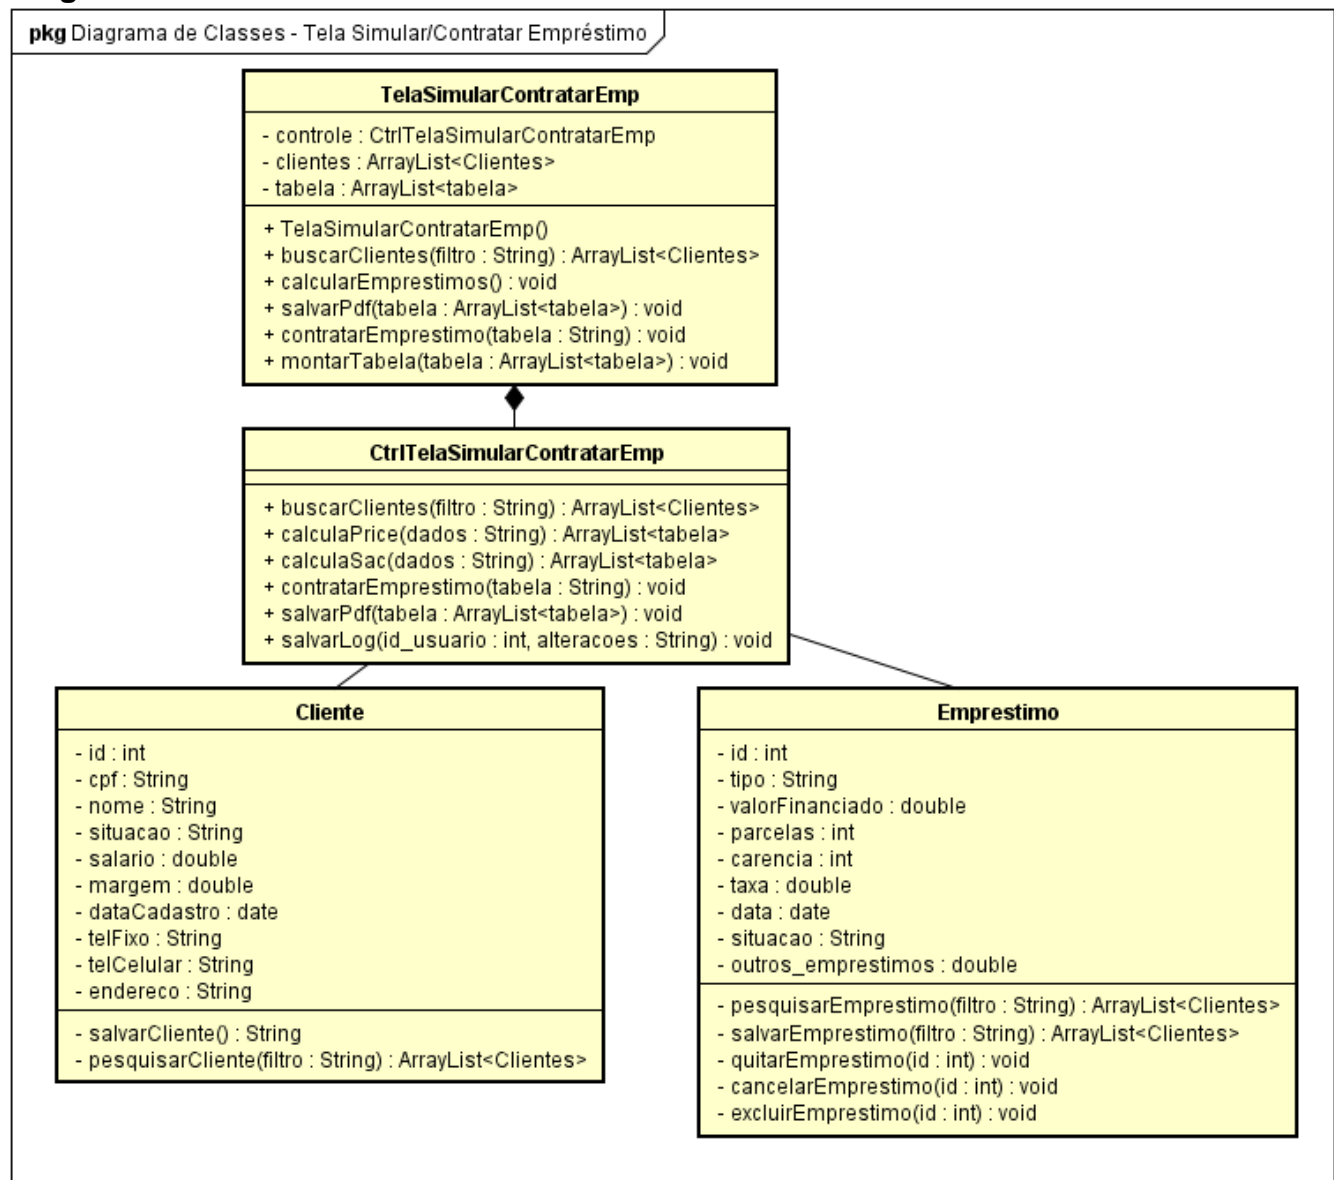 pkg Diagrama de Classes - Tela Simular/Contratar Empréstimo
TelaSimularContratarEmp
- controle : CtrlTelaSimularContratarEmp
- clientes : ArrayList<Clientes>
- tabela : ArrayList<tabela>
+ TelaSimularContratarEmp()
+ buscarClientes(filtro : String) : ArrayList<Clientes>
+ calcularEmprestimos() : void
+ salvarPdf(tabela : ArrayList<tabela>) : void
+ contratarEmprestimo(tabela : String) : void
+ montarTabela(tabela : ArrayList<tabela>) : void
CtrlTelaSimularContratarEmp
+ buscarClientes(filtro : String) : ArrayList<Clientes>
+ calculaPrice(dados : String) : ArrayList<tabela>
+ calculaSac(dados : String) : ArrayList<tabela>
+ contratarEmprestimo(tabela : String) : void
+ salvarPdf(tabela : ArrayList<tabela>) : void
+ salvarLog(id_usuario : int, alteracoes : String) : void
Cliente
- id : int
- cpf : String
- nome : String
- situacao : String
- salario : double
- margem : double
- dataCadastro : date
- telFixo : String
- telCelular : String
- endereco : String
- salvarCliente() : String
- pesquisarCliente(filtro : String) : ArrayList<Clientes>
Emprestimo
- id : int
- tipo : String
- valorFinanciado : double
- parcelas : int
- carencia : int
- taxa : double
- data : date
- situacao : String
- outros_emprestimos : double
- pesquisarEmprestimo(filtro : String) : ArrayList<Clientes>
- salvarEmprestimo(filtro : String) : ArrayList<Clientes>
- quitarEmprestimo(id : int) : void
- cancelarEmprestimo(id : int) : void
- excluirEmprestimo(id : int) : void